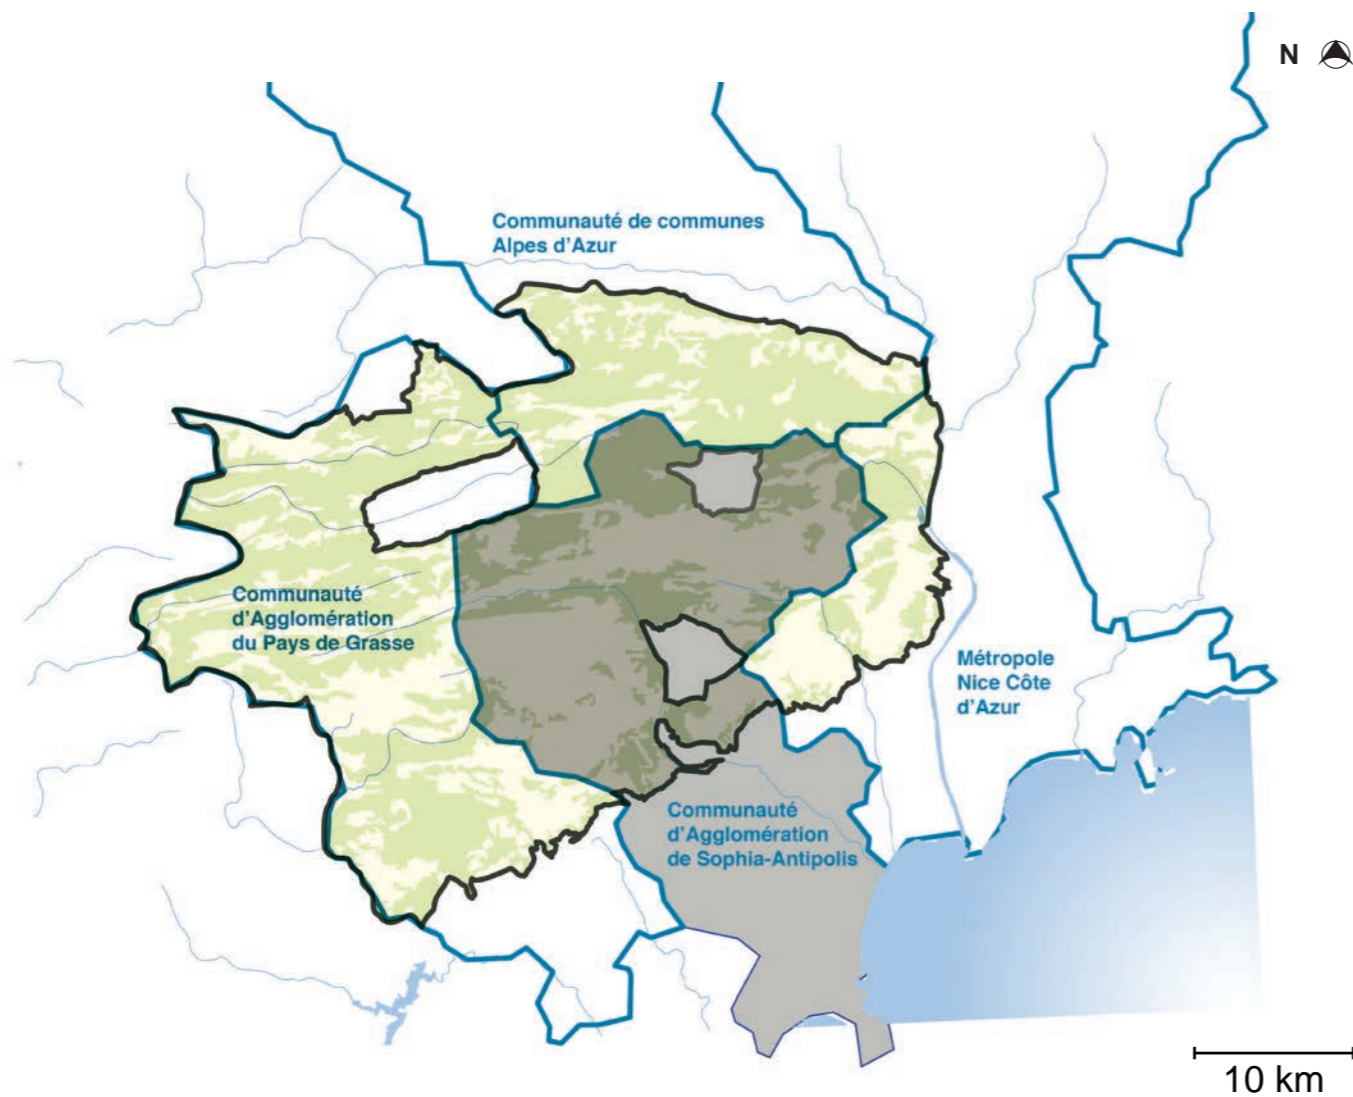 N
Communauté de communes
Alpes d'Azur
Communauté
d'Agglomération
du Pays de Grasse
Métropole
Nice Côte
d'Azur
Communauté
d'Agglomération
de Sophia-Antipolis
10 km